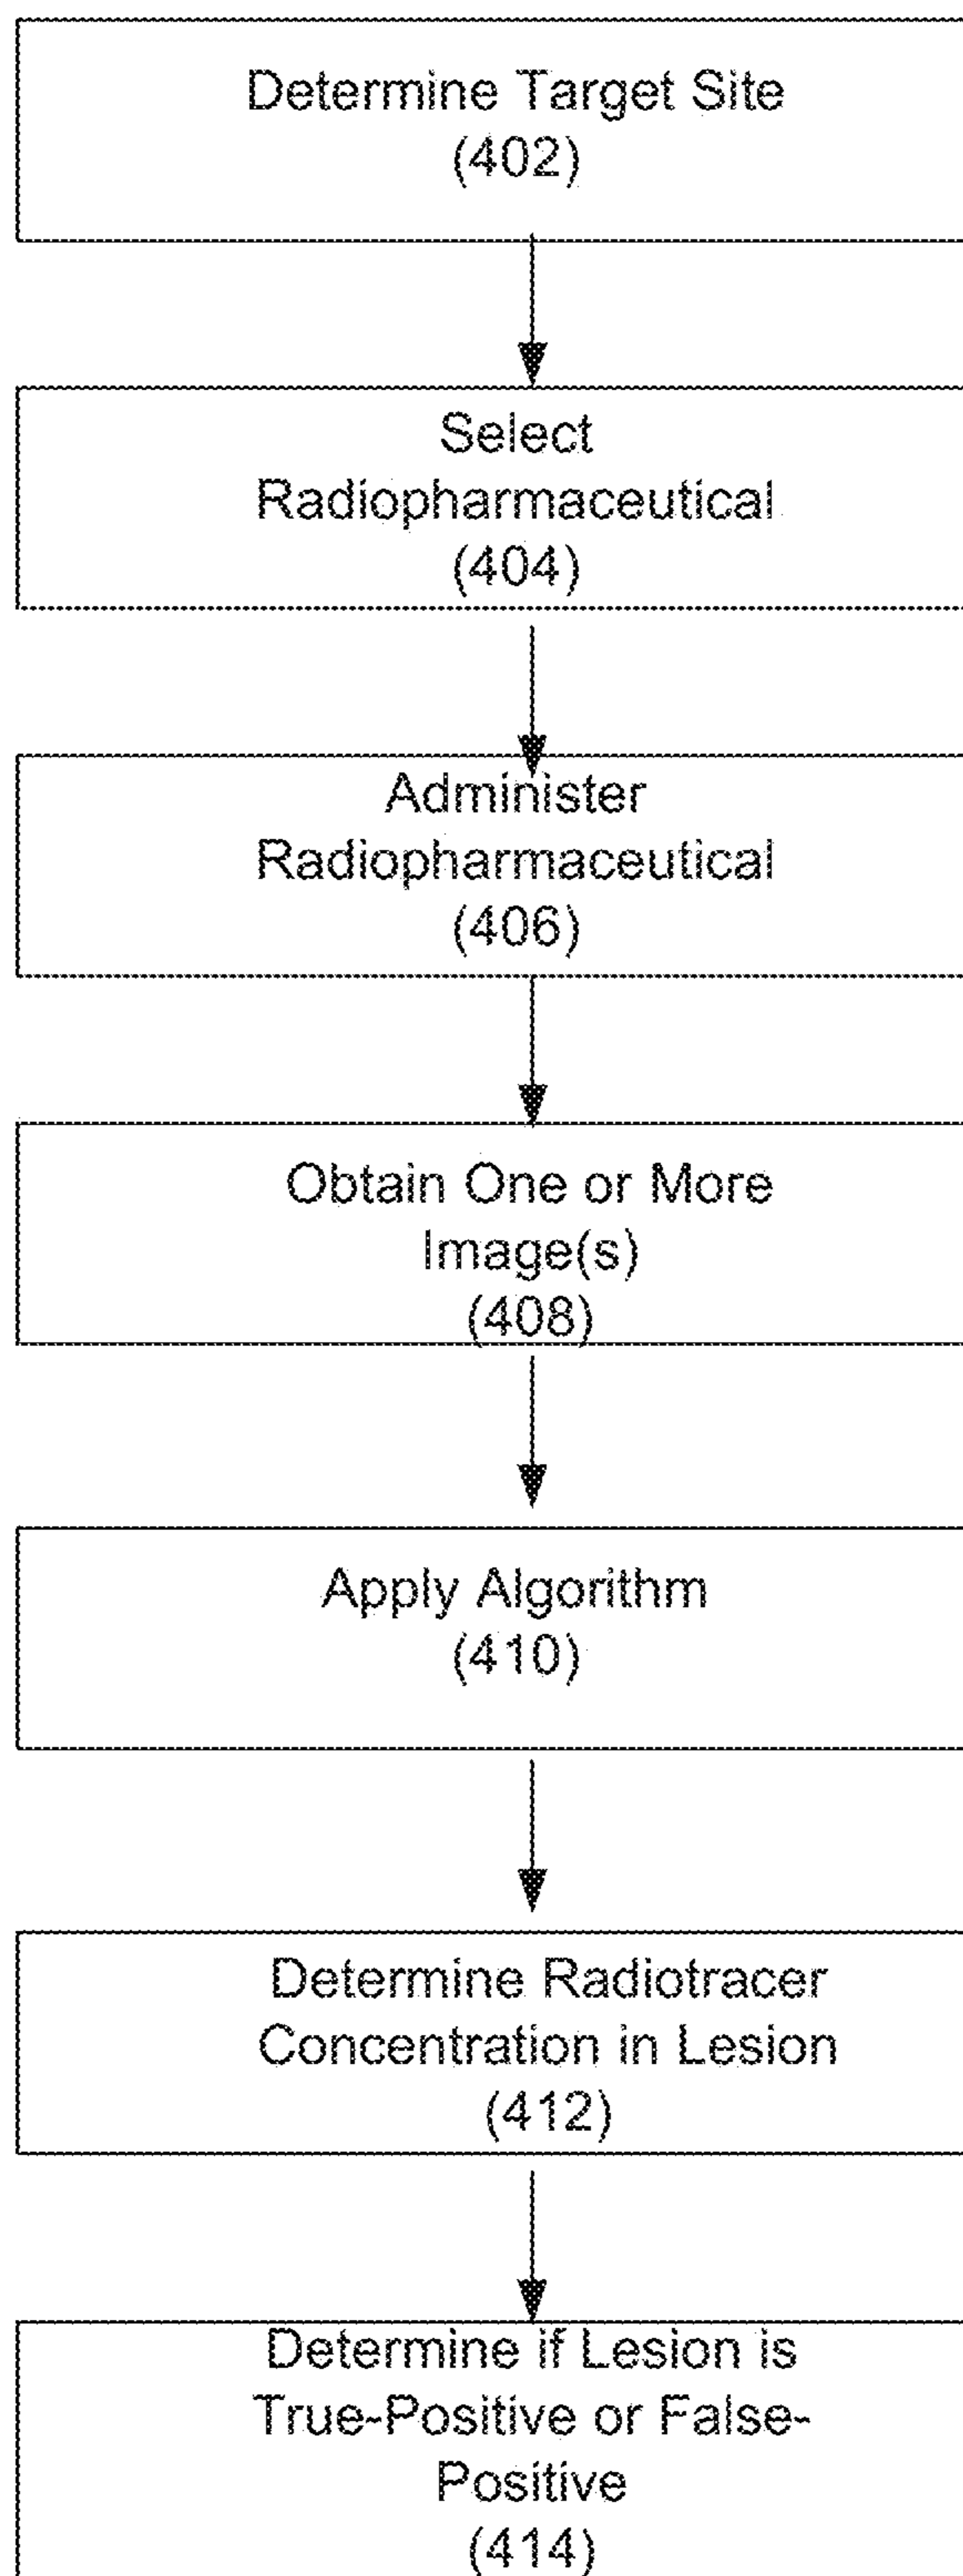 Determine Target Site
(402)
Select
Radiopharmaceutical
(404)
Administer
Radiopharmaceutical
(406)
Obtain One or More
Image(s)
(408)
Apply Algorithm
(410)
Determine Radiotracer
Concentration in Lesion
(412)
Determine if Lesion is
True-Positive or False-
Positive
(414)